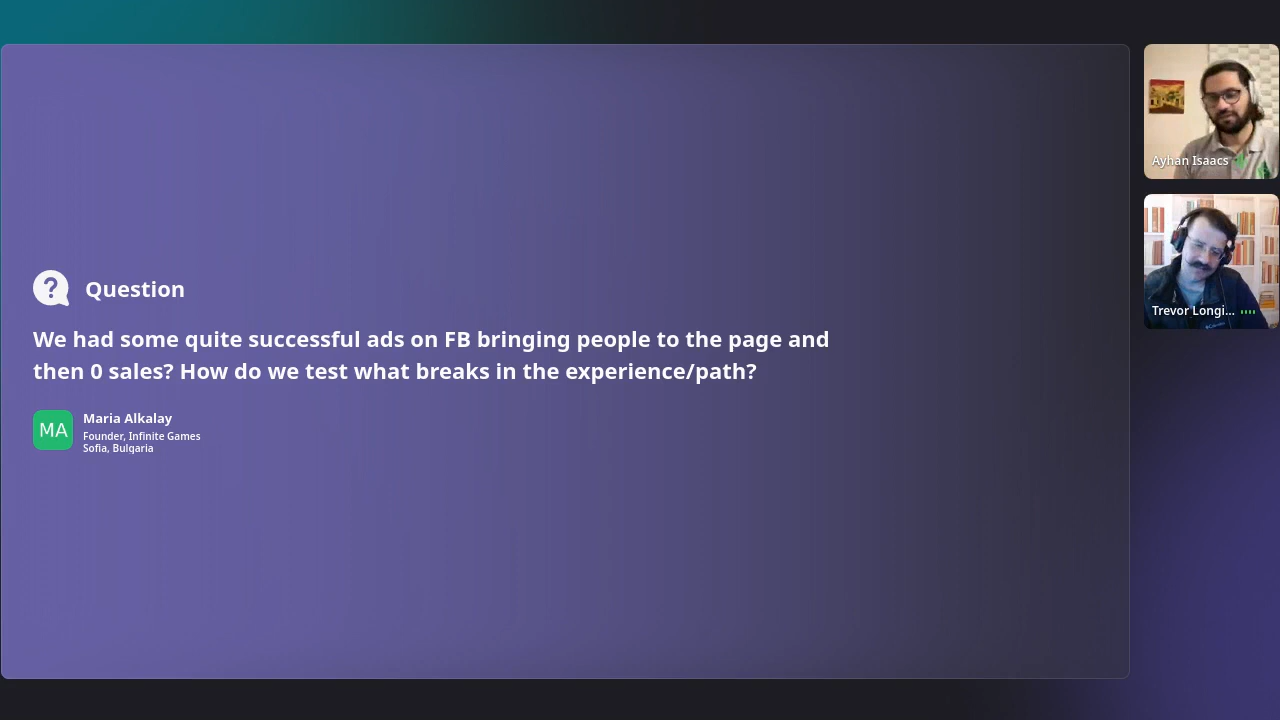 Question
We had some quite successful ads on FB bringing people to the page and
then 0 sales? How do we test what breaks in the experience/path?
MA
Maria Alkalay
Founder, Infinite Games
Sofia, Bulgaria
Ayhan Isaacs
Trevor Longi...